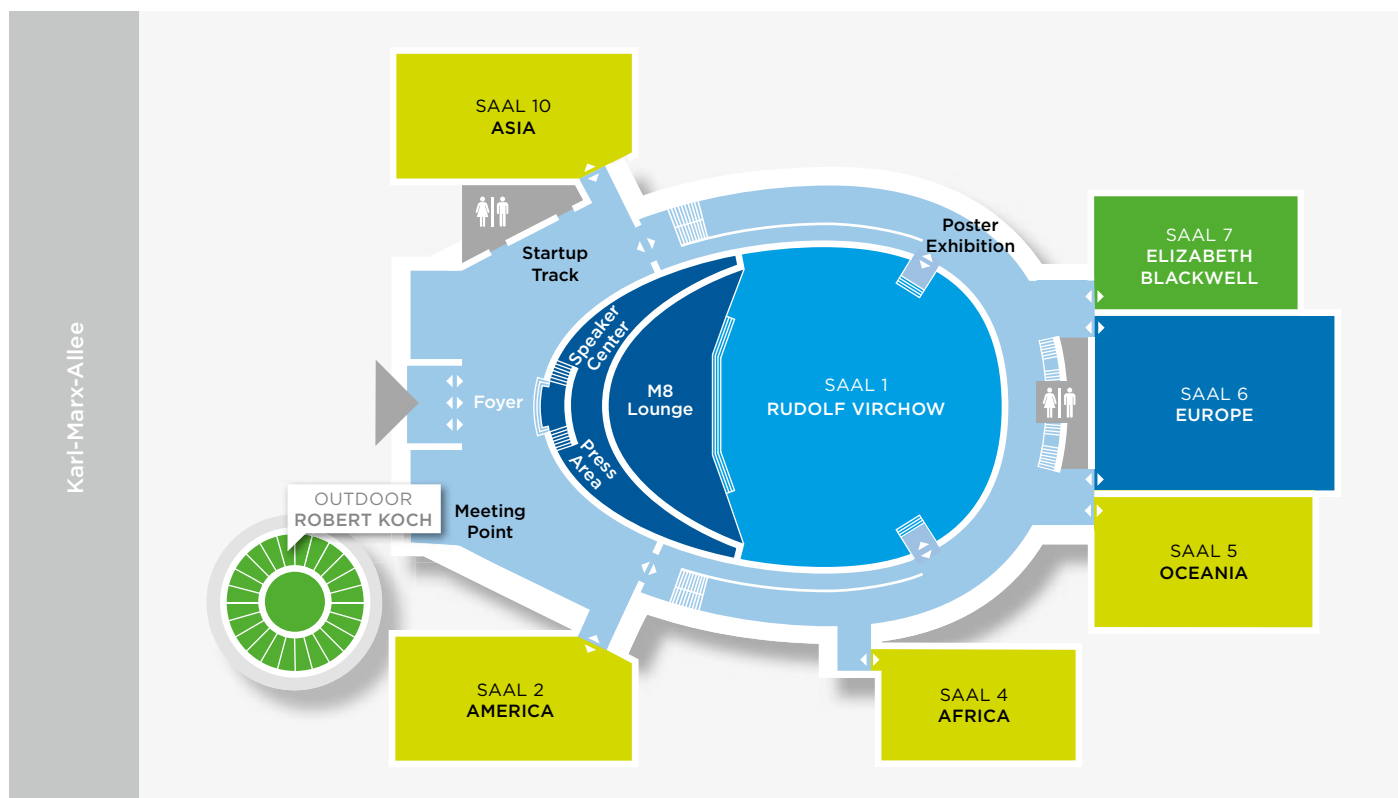 Karl-Marx-Allee
SAAL 10
ASIA
Startup
Track
Poster
Exhibition
SAAL 7
ELIZABETH
BLACKWELL
Speaker
Center
Foyer
M8
Lounge
SAAL 1
RUDOLF VIRCHOW
SAAL 6
EUROPE
Press
Area
OUTDOOR
ROBERT KOCH
Meeting
Point
SAAL 5
OCEANIA
SAAL 2
AMERICA
SAAL 4
AFRICA